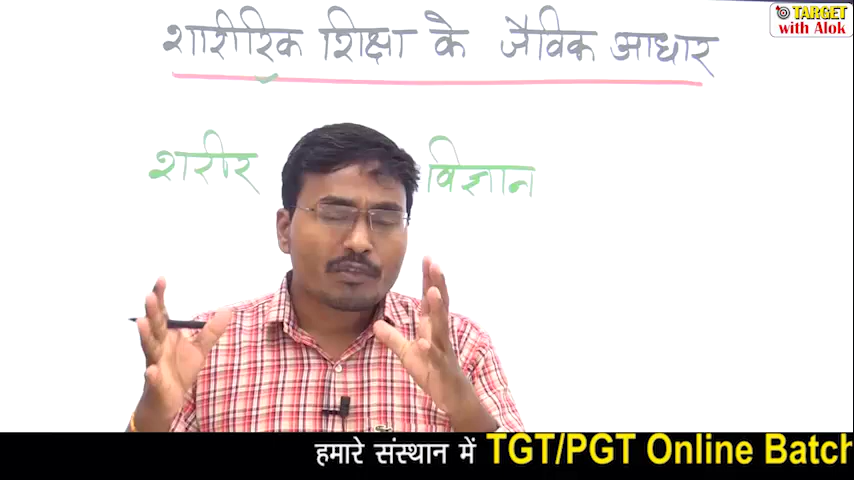 TARGET
with Alok
शारीरिक शिक्षा के जैविक आधार
शरीर विज्ञान
हमारे संस्थान में TGT/PGT Online Batch